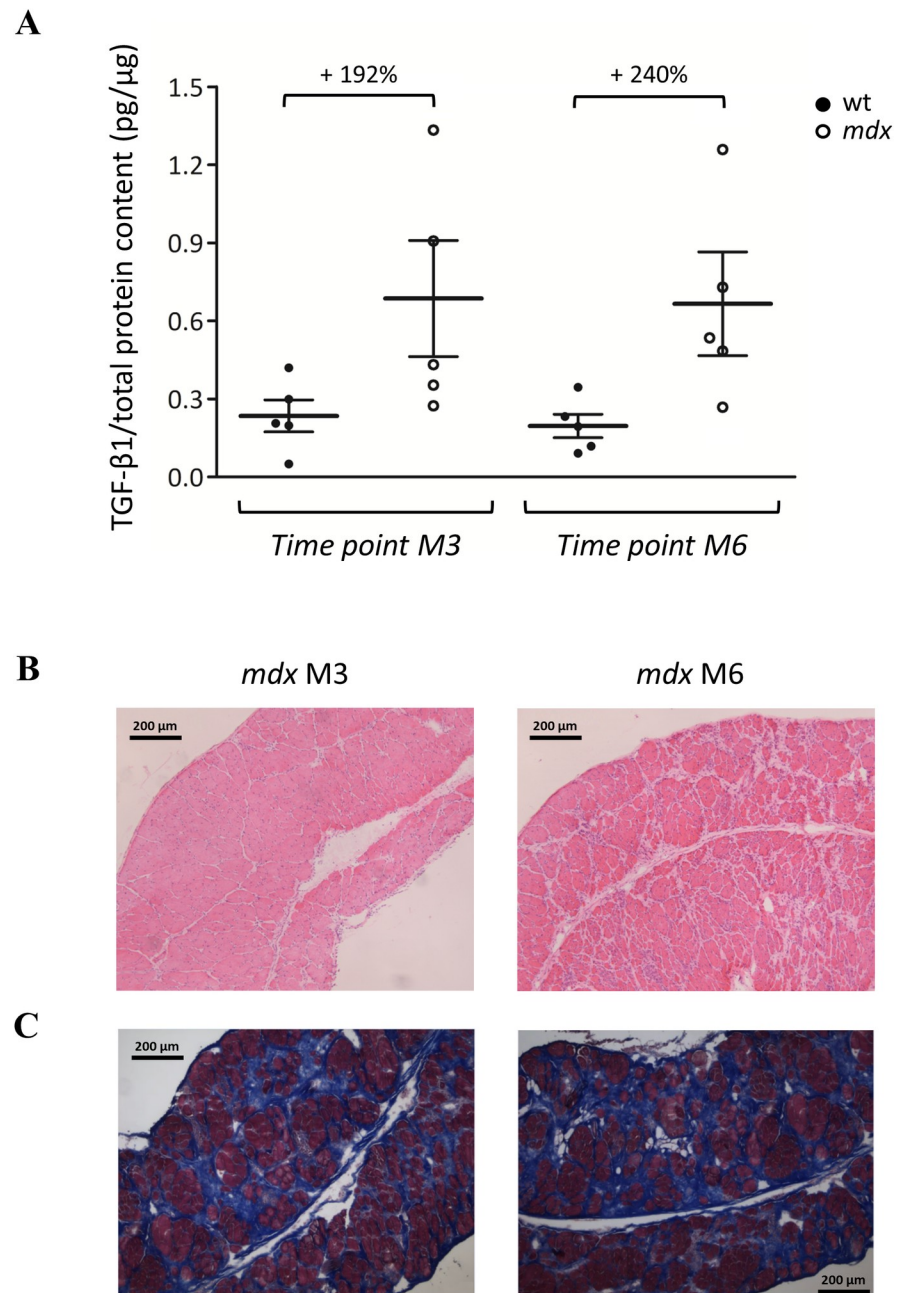 A
TGF-β1/total protein content (pg/μg)
+ 192%
+ 240%
1.5
1.2
0.9
0.6
0.3
0.0
wt
mdx
Time point M3
Time point M6
B
mdx M3
mdx M6
200 μm
200 μm
C
200 μm
200 μm